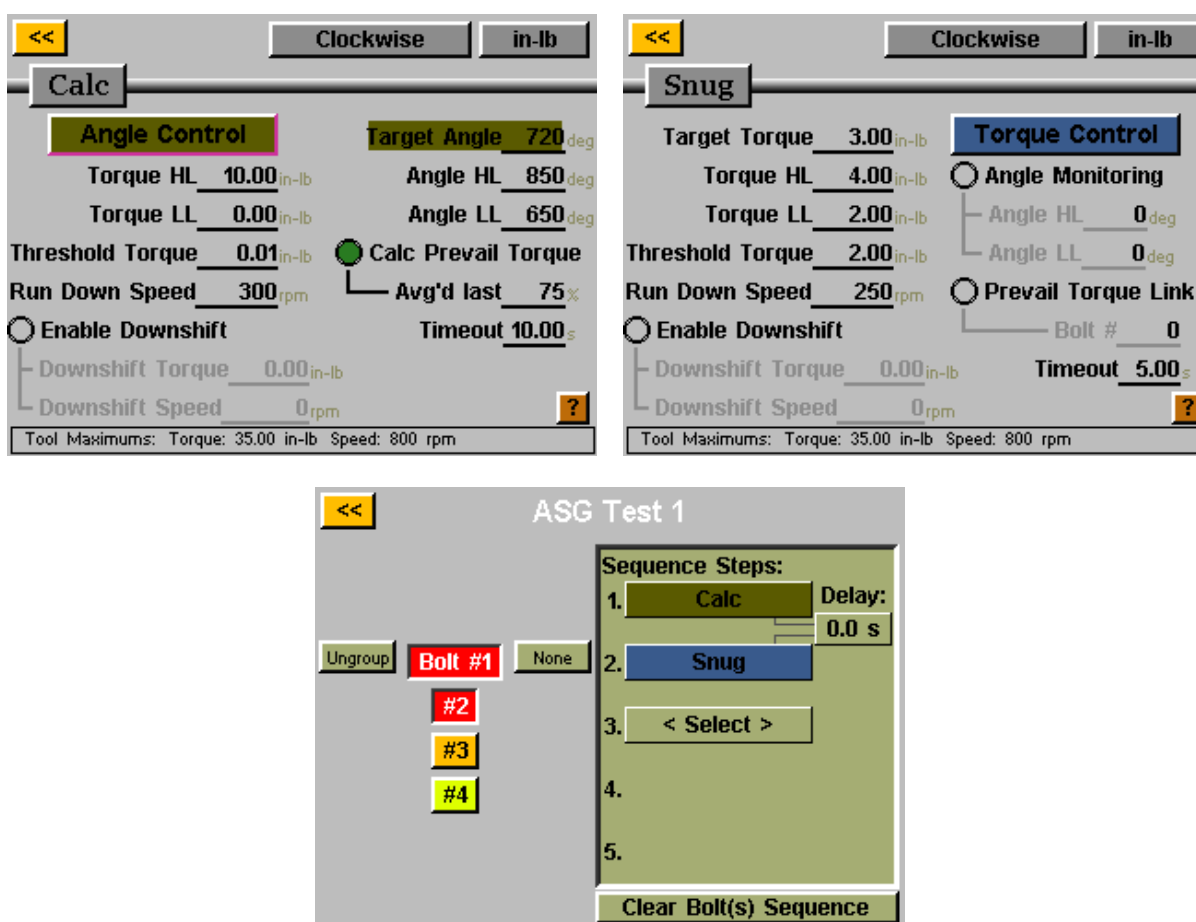 << Clockwise in-lb
Calc
Angle Control Target Angle 720 deg
Torque HL 10.00 in-lb Angle HL 850 deg
Torque LL 0.00 in-lb Angle LL 650 deg
Threshold Torque 0.01 in-lb Calc Prevail Torque
Run Down Speed 300 rpm Avg'd last 75 %
Enable Downshift Timeout 10.00 s
Downshift Torque 0.00 in-lb
Downshift Speed 0 rpm ?
Tool Maximums: Torque: 35.00 in-lb Speed: 800 rpm
<< Clockwise in-lb
Snug
Target Torque 3.00 in-lb Torque Control
Torque HL 4.00 in-lb Angle Monitoring
Torque LL 2.00 in-lb Angle HL 0 deg
Threshold Torque 2.00 in-lb Angle LL 0 deg
Run Down Speed 250 rpm Prevail Torque Link
Enable Downshift Bolt # 0
Downshift Torque 0.00 in-lb Timeout 5.00 s
Downshift Speed 0 rpm ?
Tool Maximums: Torque: 35.00 in-lb Speed: 800 rpm
<< ASG Test 1
Sequence Steps:
1. Calc Delay:
0.0 s
Ungroup Bolt #1 None 2. Snug
#2 3. < Select >
#3
#4 4.
5.
Clear Bolt(s) Sequence